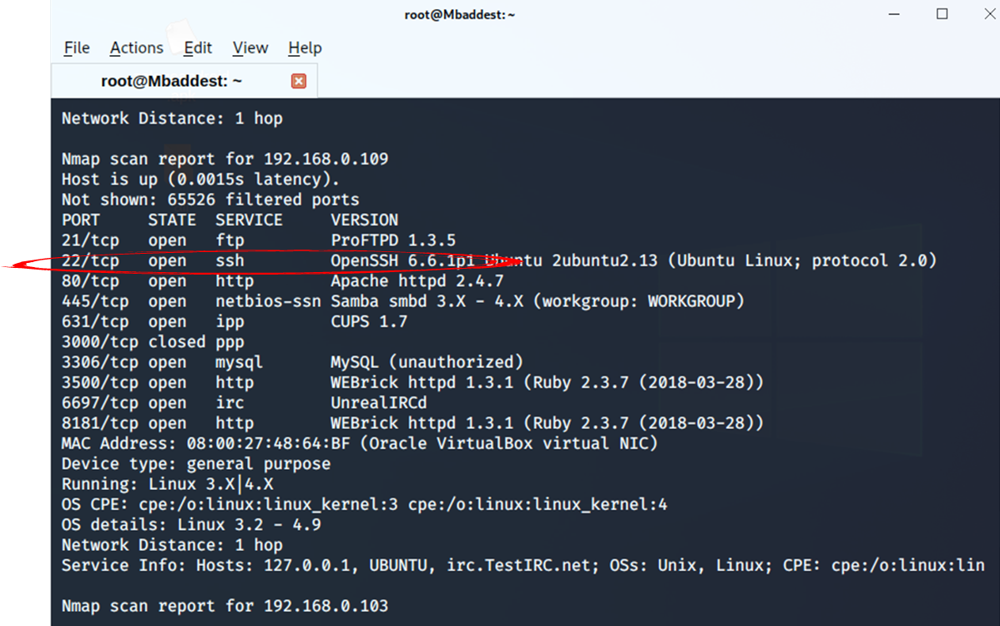 root@Mbaddest:~
File Actions Edit View Help
root@Mbaddest: ~
Network Distance: 1 hop
Nmap scan report for 192.168.0.109
Host is up (0.0015s latency).
Not shown: 65526 filtered ports
PORT STATE SERVICE VERSION
21/tcp open ftp ProFTPD 1.3.5
22/tcp open ssh OpenSSH 6.6.1p1 Ubuntu 2ubuntu2.13 (Ubuntu Linux; protocol 2.0)
80/tcp open http Apache httpd 2.4.7
445/tcp open netbios-ssn Samba smbd 3.X - 4.X (workgroup: WORKGROUP)
631/tcp open ipp CUPS 1.7
3000/tcp closed ppp
3306/tcp open mysql MySQL (unauthorized)
3500/tcp open http WEBrick httpd 1.3.1 (Ruby 2.3.7 (2018-03-28))
6697/tcp open irc UnrealIRCd
8181/tcp open http WEBrick httpd 1.3.1 (Ruby 2.3.7 (2018-03-28))
MAC Address: 08:00:27:48:64:BF (Oracle VirtualBox virtual NIC)
Device type: general purpose
Running: Linux 3.X|4.X
OS CPE: cpe:/o:linux:linux_kernel:3 cpe:/o:linux:linux_kernel:4
OS details: Linux 3.2 - 4.9
Network Distance: 1 hop
Service Info: Hosts: 127.0.0.1, UBUNTU, irc.TestIRC.net; OSs: Unix, Linux; CPE: cpe:/o:linux:lin
Nmap scan report for 192.168.0.103